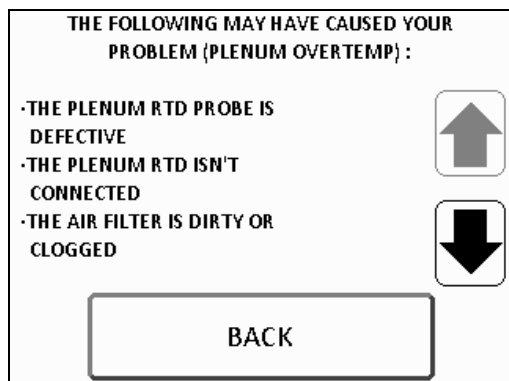 THE FOLLOWING MAY HAVE CAUSED YOUR
PROBLEM (PLENUM OVERTEMP) :
·THE PLENUM RTD PROBE IS
DEFECTIVE
·THE PLENUM RTD ISN'T
CONNECTED
·THE AIR FILTER IS DIRTY OR
CLOGGED
BACK